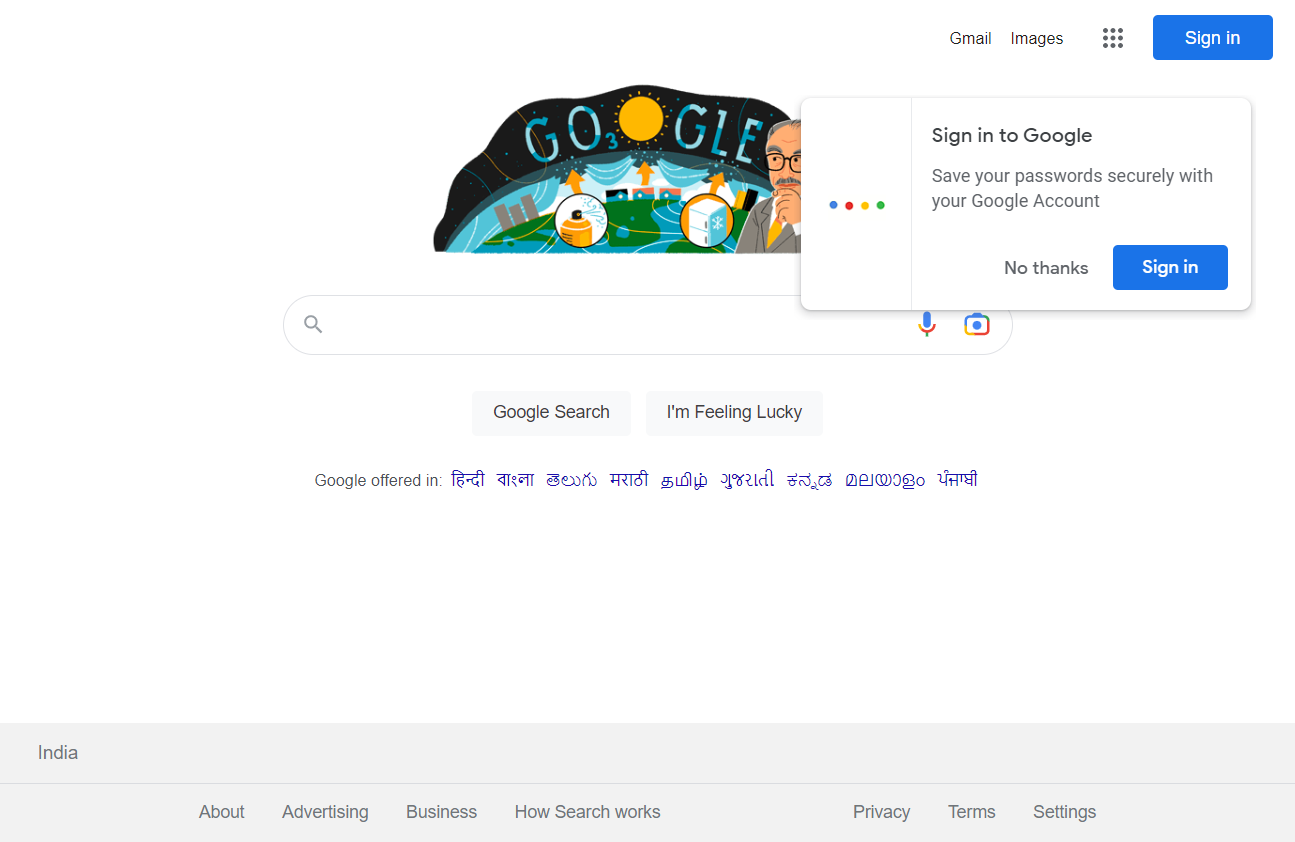 Gmail Images Sign in
GO3GLE
Sign in to Google
Save your passwords securely with
your Google Account
No thanks Sign in
Google Search I'm Feeling Lucky
Google offered in: हिन्दी বাংলা తెలుగు मराठी தமிழ் ગુજરાતી ಕನ್ನಡ മലയാളം ਪੰਜਾਬੀ
India
About Advertising Business How Search works Privacy Terms Settings